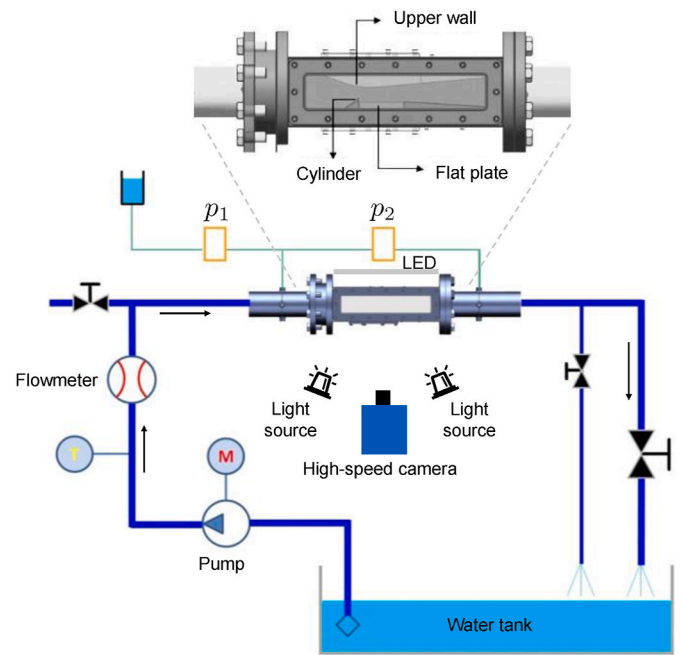 Upper wall
Cylinder
Flat plate
p1
p2
LED
Flowmeter
Light
source
Light
source
High-speed camera
T
M
Pump
Water tank